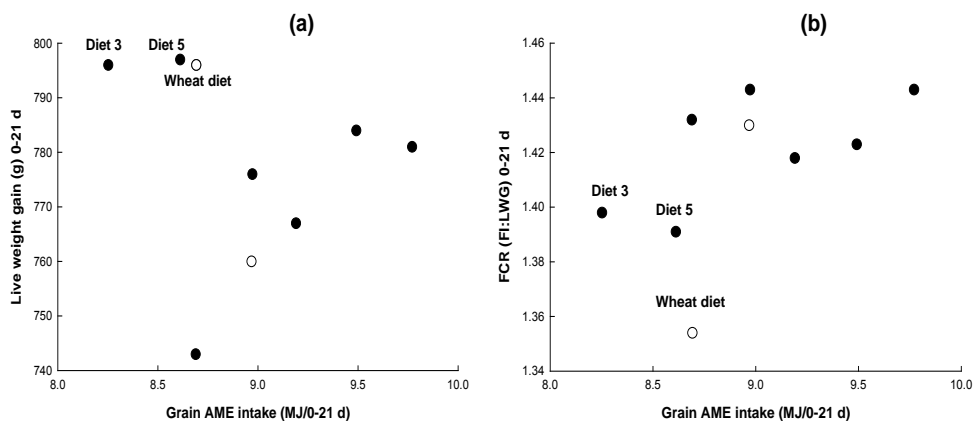 (a)
Live weight gain (g) 0-21 d
800
790
780
770
760
750
740
Diet 3
Diet 5
Wheat diet
8.0 8.5 9.0 9.5 10.0
Grain AME intake (MJ/0-21 d)
(b)
FCR (FI:LWG) 0-21 d
1.46
1.44
1.42
1.40
1.38
1.36
1.34
Diet 3
Diet 5
Wheat diet
8.0 8.5 9.0 9.5 10.0
Grain AME intake (MJ/0-21 d)